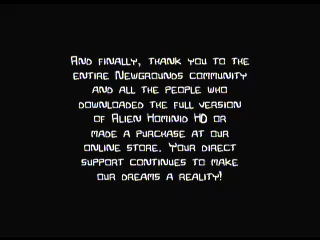 And finally, thank you to the
entire Newgrounds community
and all the people who
downloaded the full version
of Alien Hominid HD or
made a purchase at our
online store. Your direct
support continues to make
our dreams a reality!